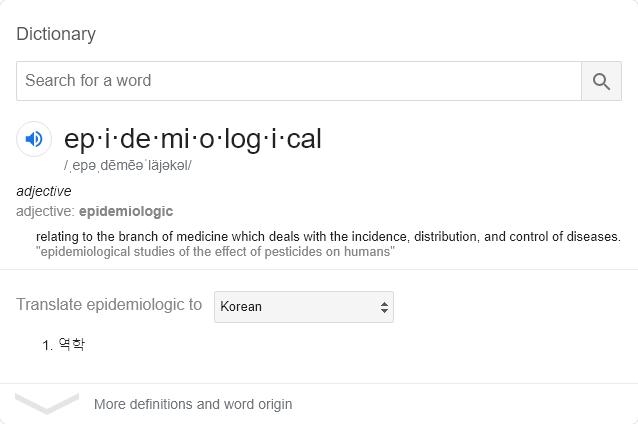 Dictionary
Search for a word
ep·i·de·mi·o·log·i·cal
/ˌepəˌdēmēəˈläjəkəl/
adjective
adjective: epidemiologic
relating to the branch of medicine which deals with the incidence, distribution, and control of diseases.
"epidemiological studies of the effect of pesticides on humans"
Translate epidemiologic to Korean
1. 역학
More definitions and word origin